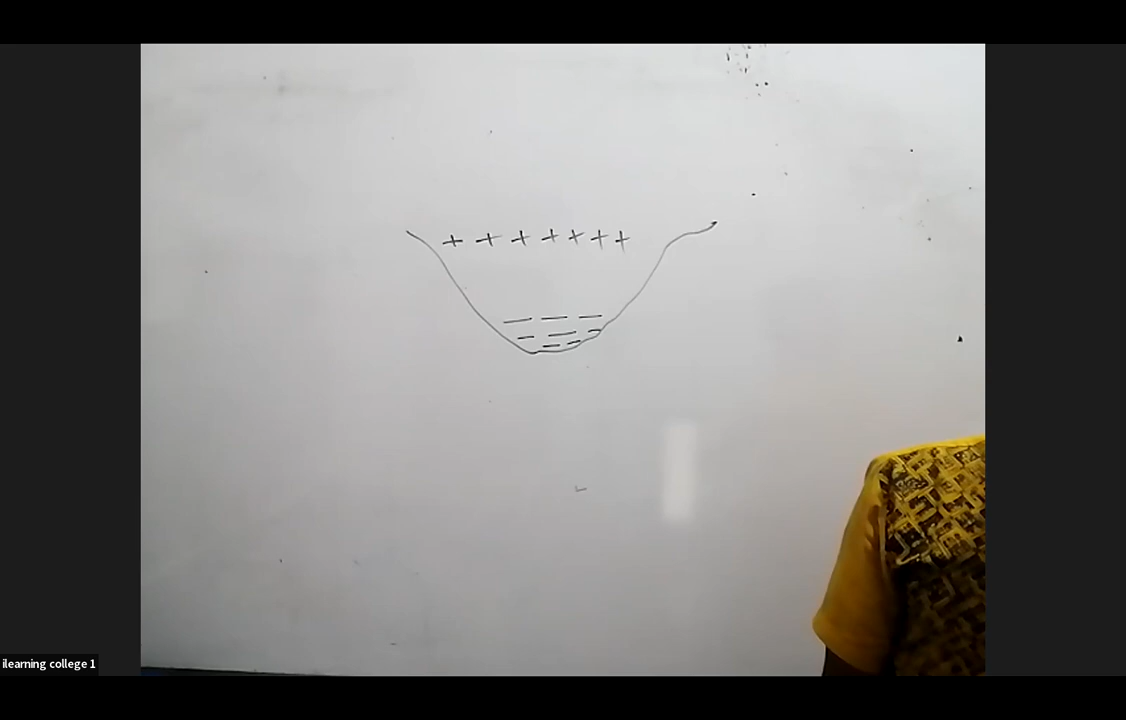 + + + + + + +
ilearning college 1